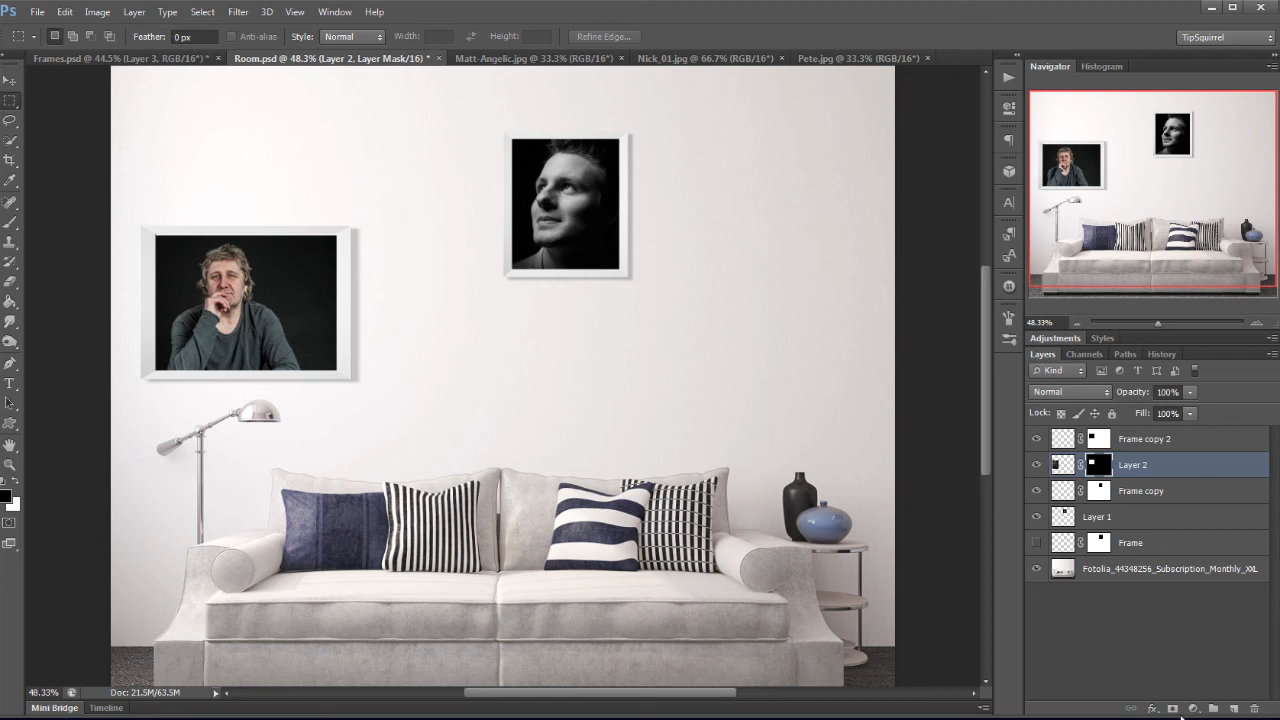 Ps File Edit Image Layer Type Select Filter 3D View Window Help
Feather: 0 px Anti-alias Style: Normal Width: Height: Refine Edge... TipSquirrel
Frames.psd @ 44.5% (Layer 3, RGB/16*) * × Room.psd @ 48.3% (Layer 2, Layer Mask/16) * × Matt-Angelic.jpg @ 33.3% (RGB/16*) × Nick_01.jpg @ 66.7% (RGB/16*) × Pete.jpg @ 33.3% (RGB/16*) ×
Navigator Histogram
48.33%
Adjustments Styles
Layers Channels Paths History
Kind
Normal Opacity: 100%
Lock: Fill: 100%
Frame copy 2
Layer 2
Frame copy
Layer 1
Frame
Fotolia_44348256_Subscription_Monthly_XXL
48.33% Doc: 21.5M/63.5M
Mini Bridge Timeline